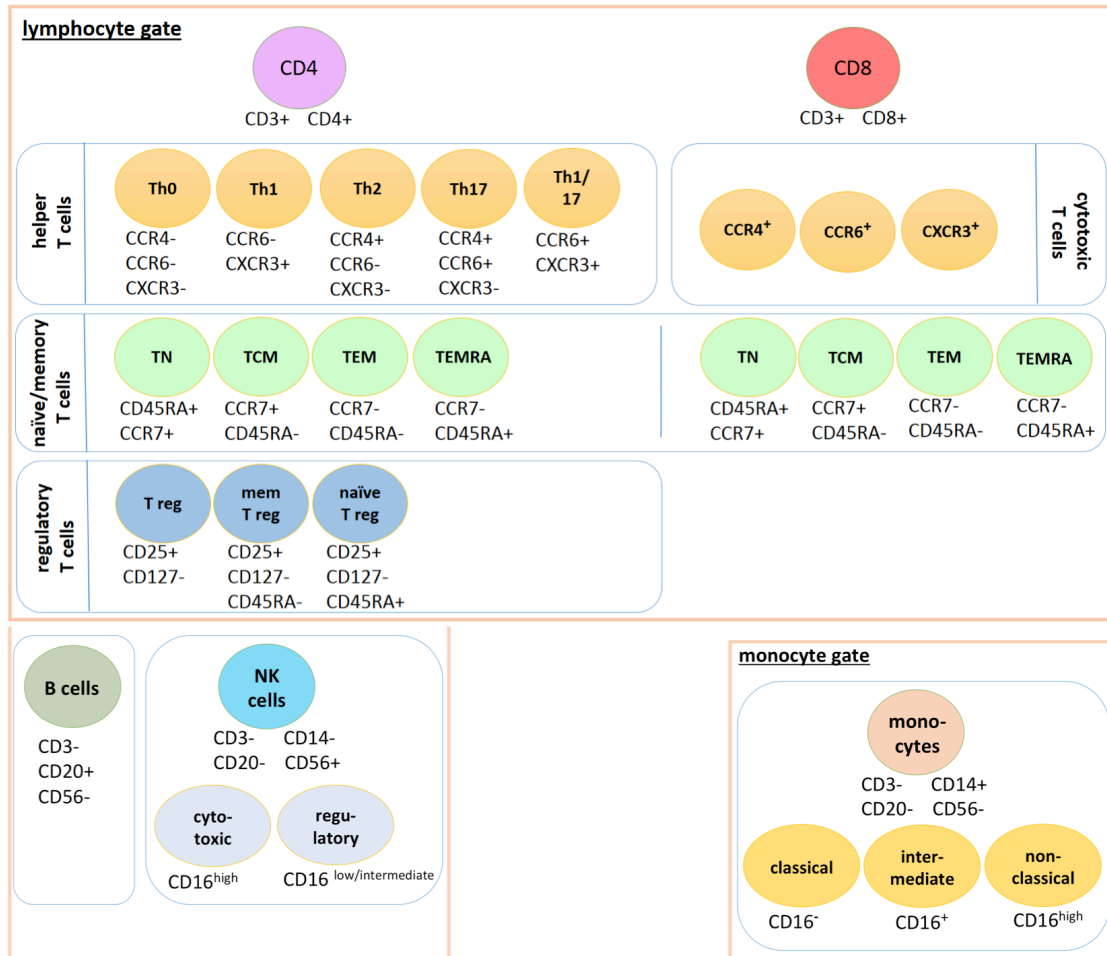 lymphocyte gate
CD4
CD3+ CD4+
CD8
CD3+ CD8+
helper
T cells
Th0
CCR4-
CCR6-
CXCR3-
Th1
CCR6-
CXCR3+
Th2
CCR4+
CCR6-
CXCR3-
Th17
CCR4+
CCR6+
CXCR3-
Th1/
17
CCR6+
CXCR3+
CCR4⁺
CCR6⁺
CXCR3⁺
cytotoxic
T cells
naïve/memory
T cells
TN
CD45RA+
CCR7+
TCM
CCR7+
CD45RA-
TEM
CCR7-
CD45RA-
TEMRA
CCR7-
CD45RA+
TN
CD45RA+
CCR7+
TCM
CCR7+
CD45RA-
TEM
CCR7-
CD45RA-
TEMRA
CCR7-
CD45RA+
regulatory
T cells
T reg
CD25+
CD127-
mem
T reg
CD25+
CD127-
CD45RA-
naïve
T reg
CD25+
CD127-
CD45RA+
B cells
CD3-
CD20+
CD56-
NK
cells
CD3- CD14-
CD20- CD56+
cyto-
toxic
CD16high
regu-
latory
CD16 low/intermediate
monocyte gate
mono-
cytes
CD3- CD14+
CD20- CD56-
classical
CD16⁻
inter-
mediate
CD16⁺
non-
classical
CD16high